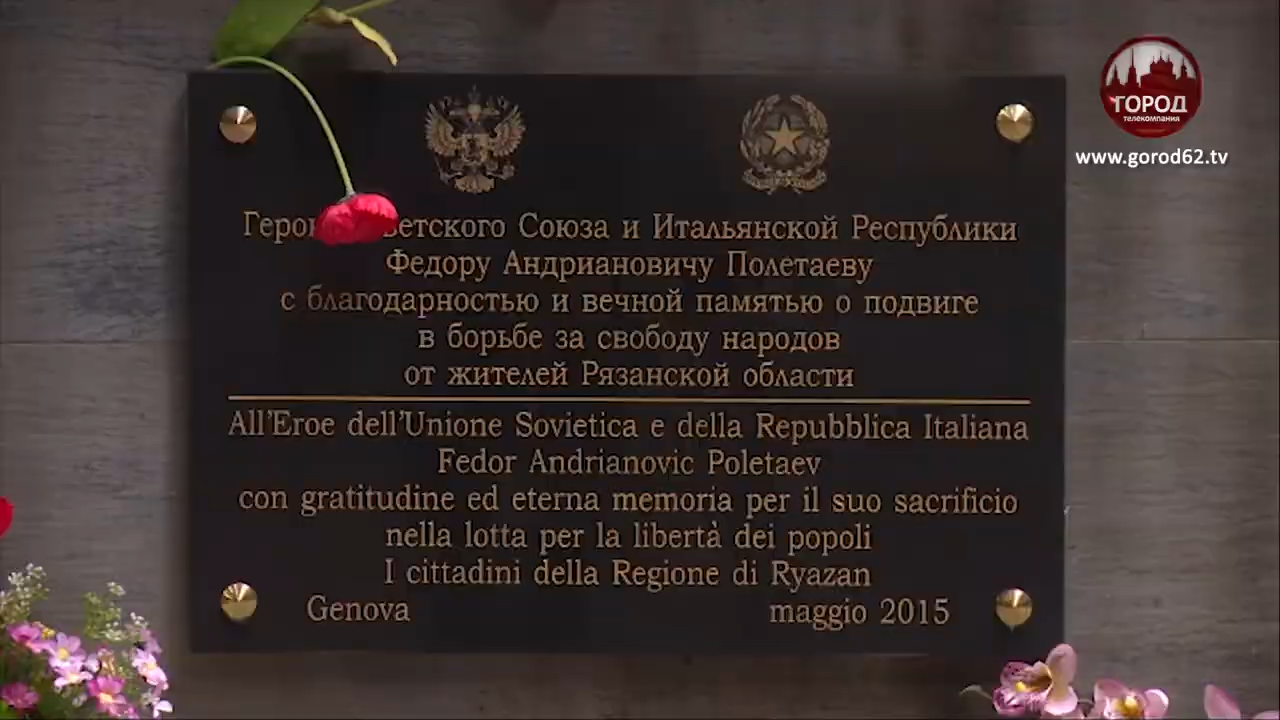 ГОРОД
телекомпания
www.gorod62.tv
Союза и Итальянской Республики
Федору Андриановичу Полетаеву
с благодарностью и вечной памятью о подвиге
в борьбе за свободу народов
от жителей Рязанской области
All'Eroe dell'Unione Sovietica e della Repubblica Italiana
Fedor Andrianovic Poletaev
con gratitudine ed eterna memoria per il suo sacrificio
nella lotta per la libertà dei popoli
I cittadini della Regione di Ryazan
Genova maggio 2015